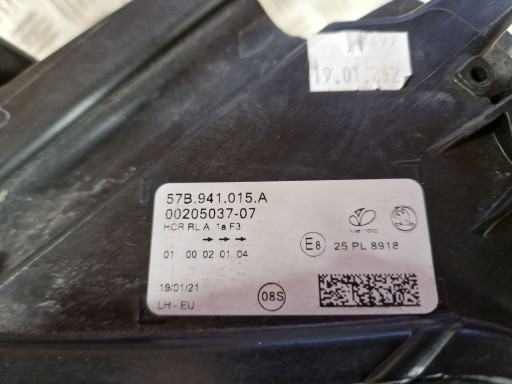 19.01.202
57B.941.015.A
00205037-07
HCR RL A 1a F3
01 00 02 01 04
E8 25 PL 8918
19/01/21
08S
LH-EU